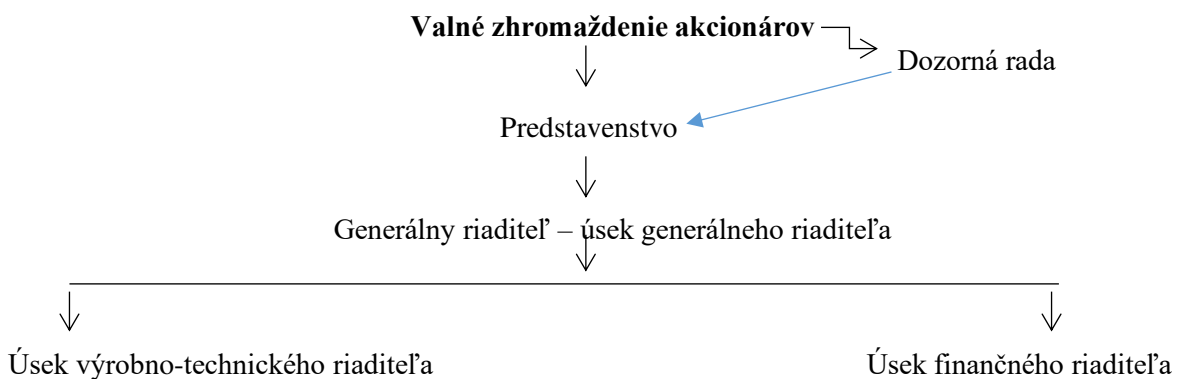 Valné zhromaždenie akcionárov
Dozorná rada
Predstavenstvo
Generálny riaditeľ – úsek generálneho riaditeľa
Úsek výrobno-technického riaditeľa
Úsek finančného riaditeľa